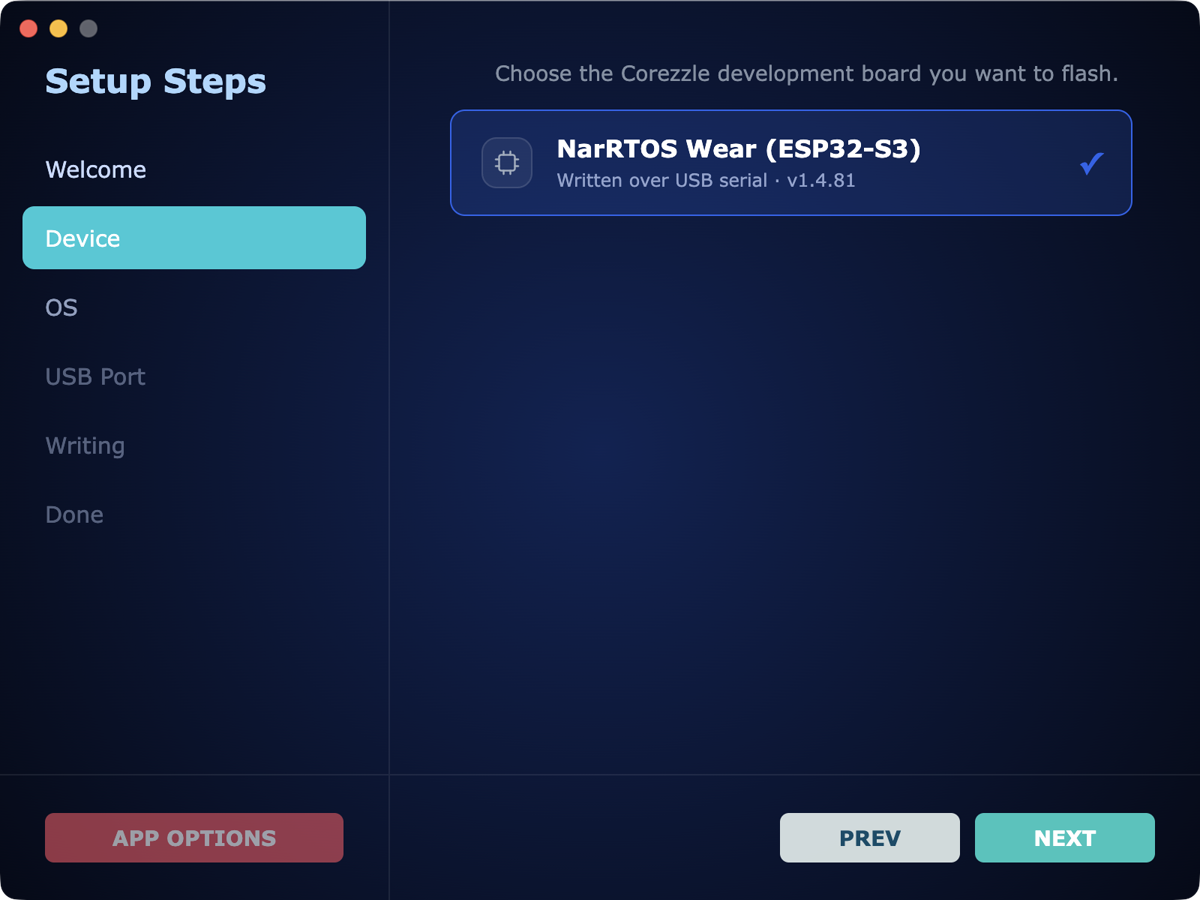 Setup Steps
Welcome
Device
OS
USB Port
Writing
Done
Choose the Corezzle development board you want to flash.
NarRTOS Wear (ESP32-S3)
Written over USB serial · v1.4.81
APP OPTIONS
PREV
NEXT